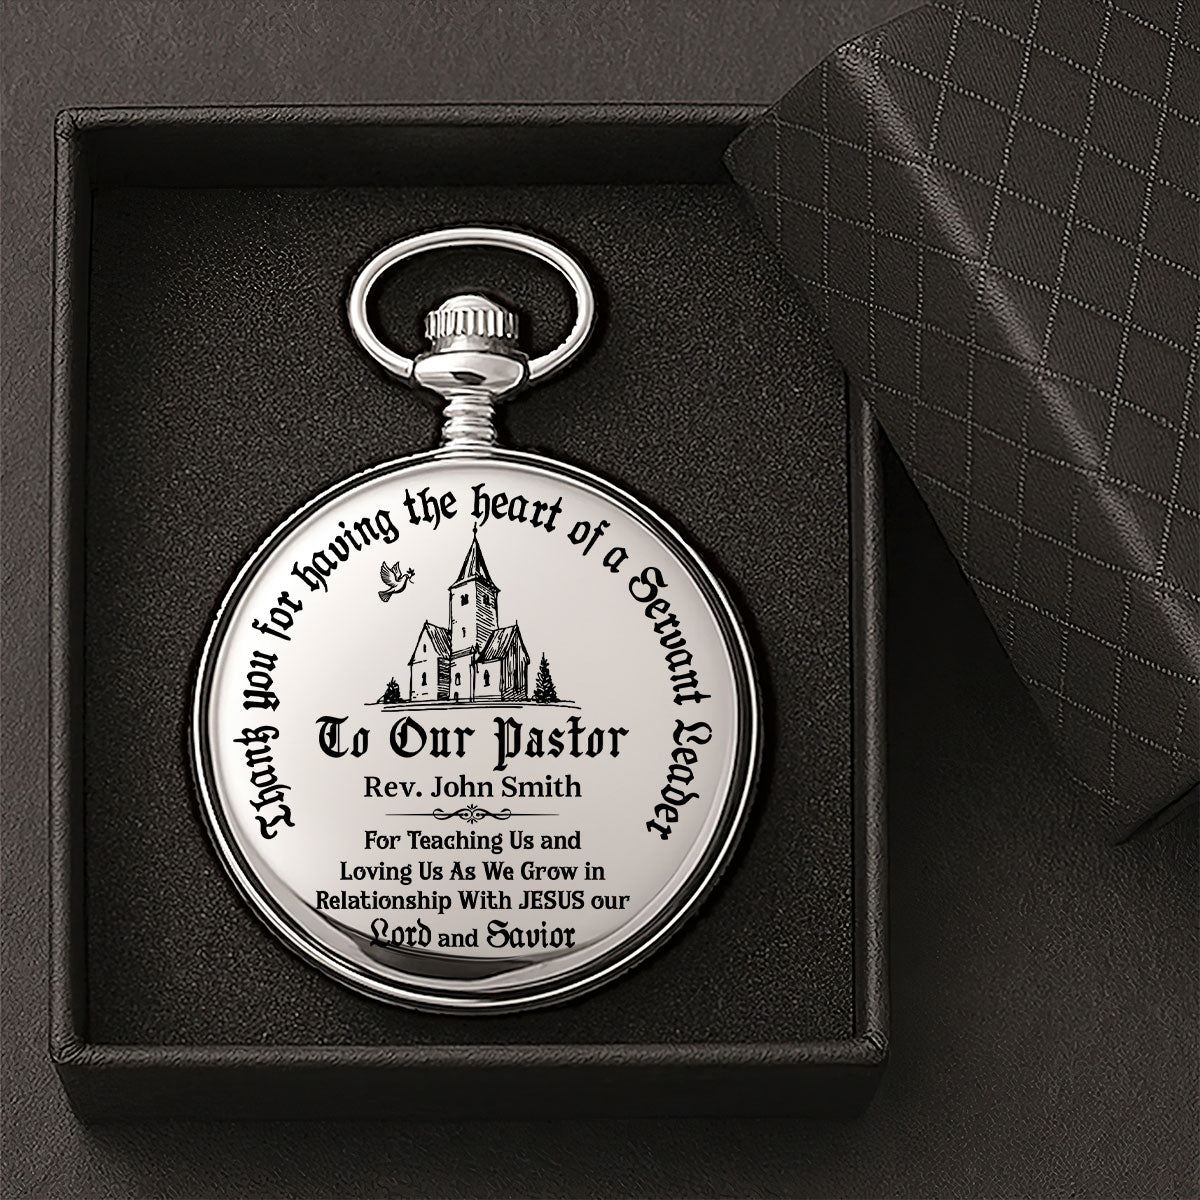 Thank you for having the heart of a Servant Leader
To Our Pastor
Rev. John Smith
For Teaching Us and
Loving Us As We Grow in
Relationship With JESUS our
Lord and Savior